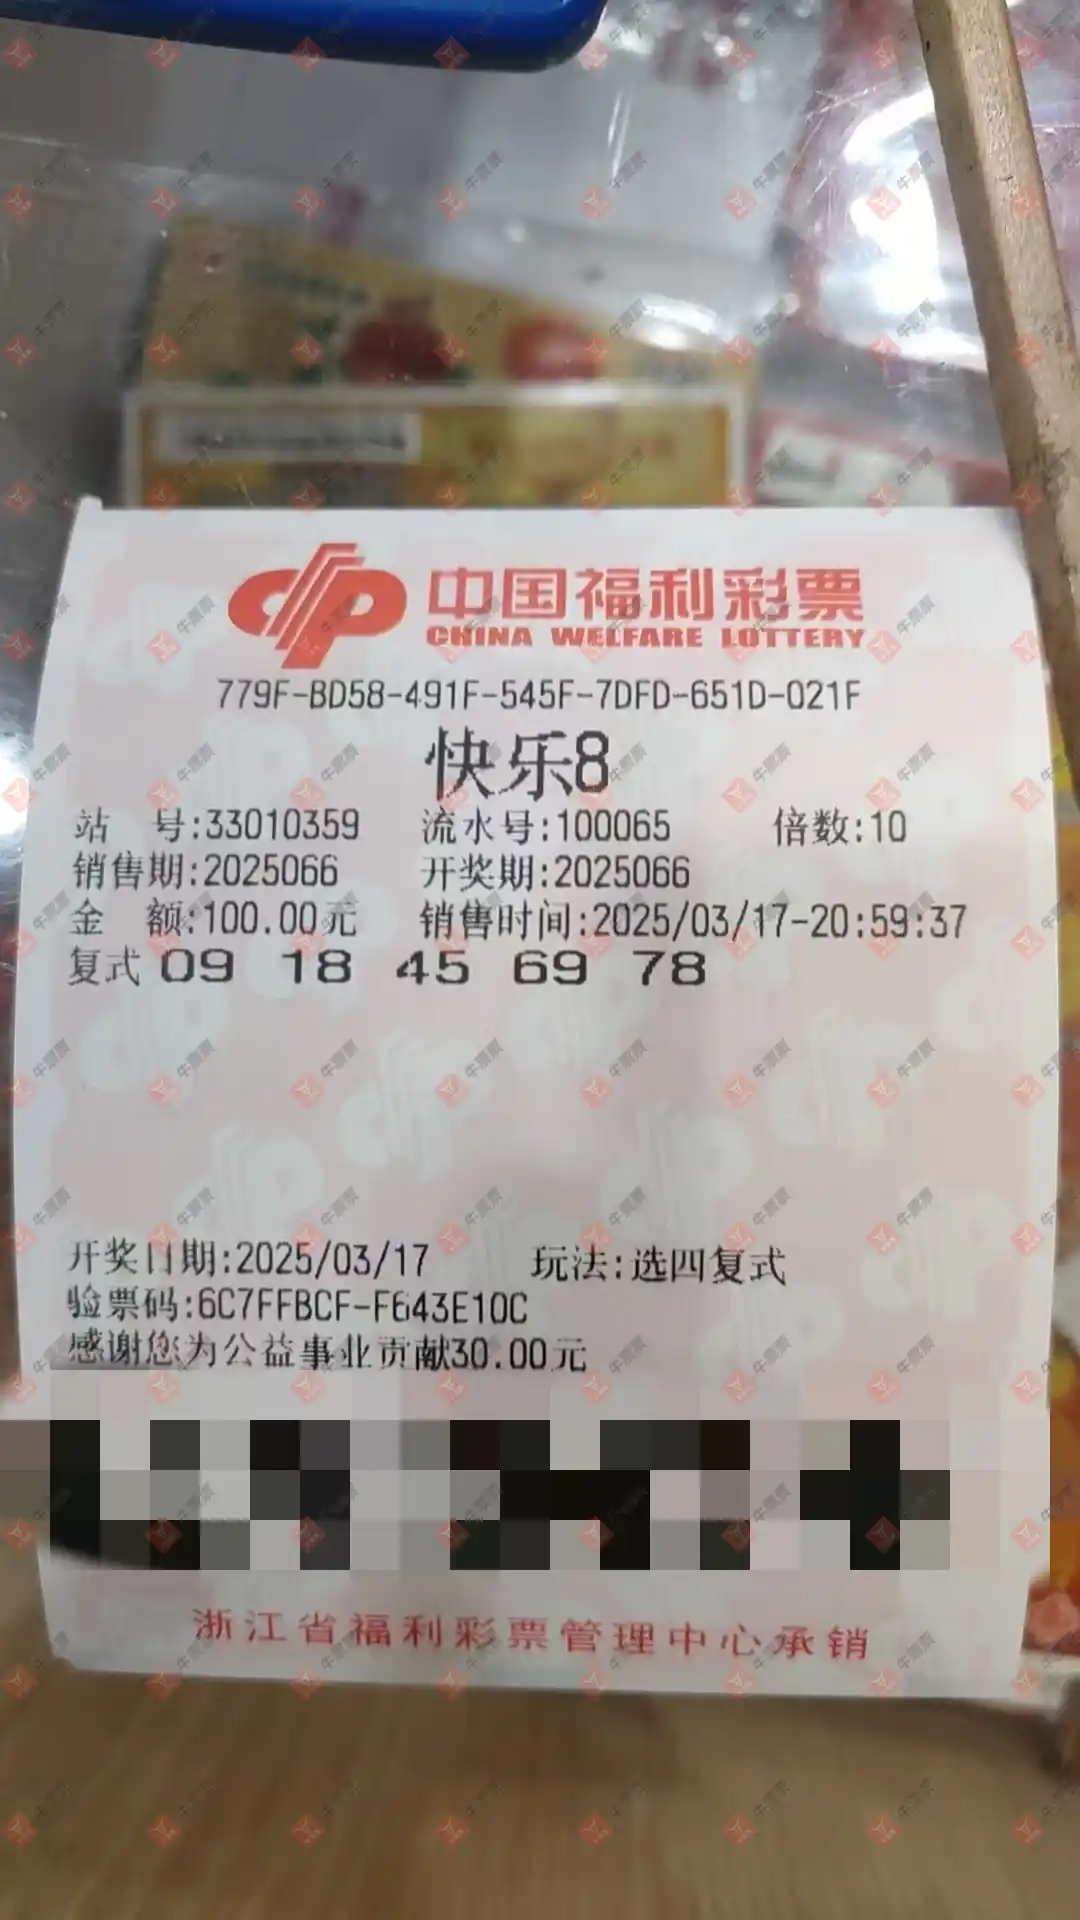 中国福利彩票
CHINA WELFARE LOTTERY
779F-BD58-491F-545F-7DFD-651D-021F
快乐8
站 号:33010359 流水号:100065 倍数:10
销售期:2025066 开奖期:2025066
金 额:100.00元 销售时间:2025/03/17-20:59:37
复式 09 18 45 69 78
开奖日期:2025/03/17 玩法:选四复式
验票码:6C7FFBCF-F643E10C
感谢您为公益事业贡献30.00元
浙江省福利彩票管理中心承销
牛票票